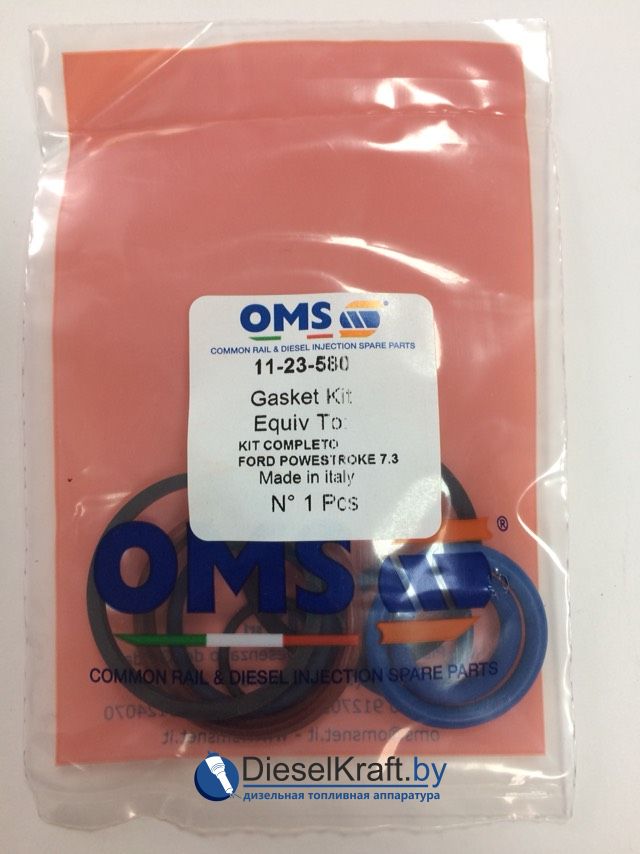 OMS
COMMON RAIL & DIESEL INJECTION SPARE PARTS
11-23-580
Gasket Kit
Equiv To:
KIT COMPLETO
FORD POWESTROKE 7.3
Made in italy
N° 1 Pcs
OMS ®
COMMON RAIL & DIESEL INJECTION SPARE PARTS
DieselKraft.by
дизельная топливная аппаратура